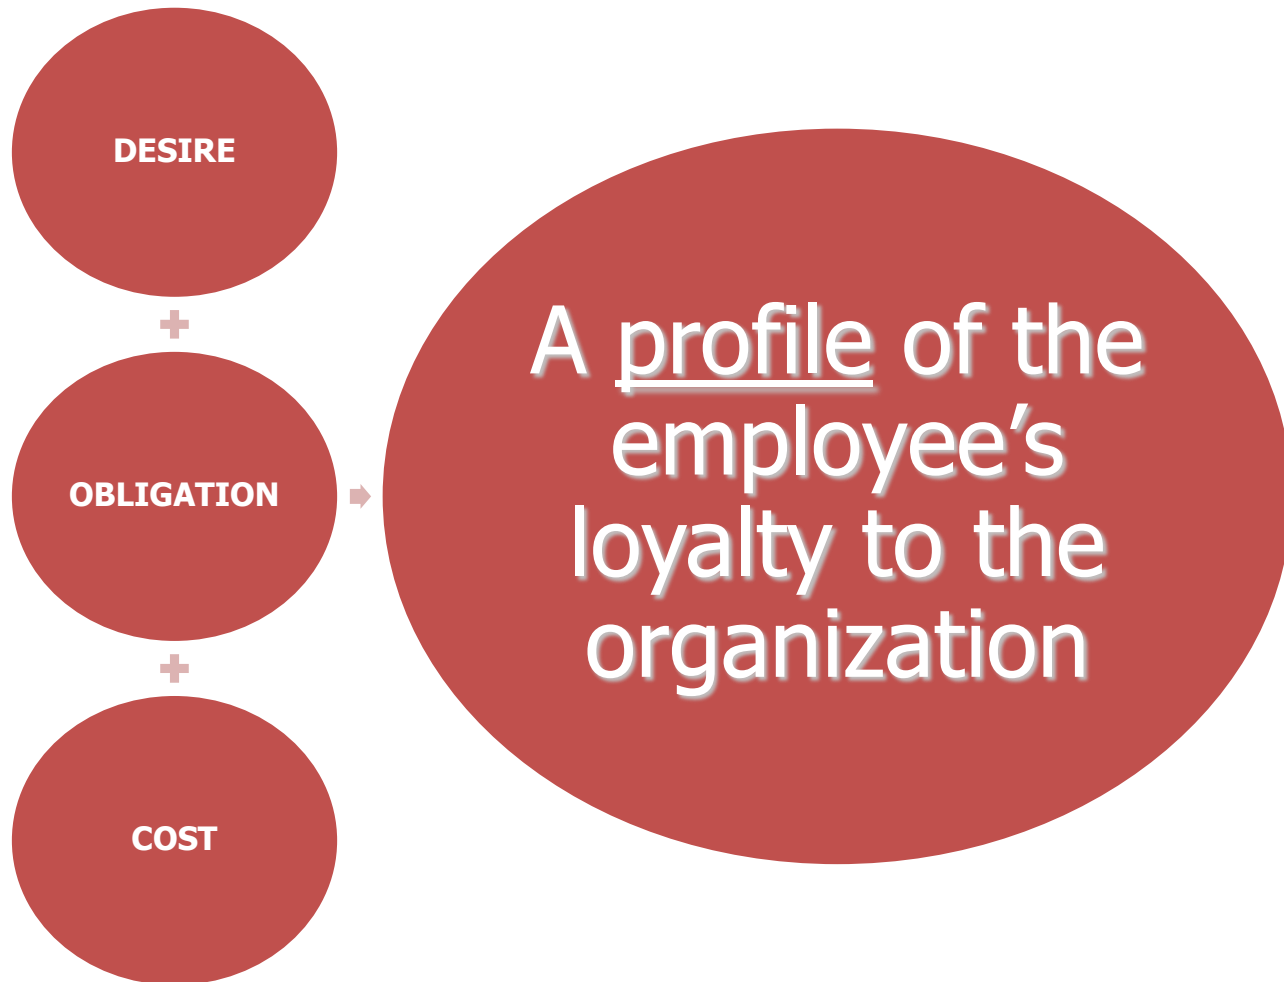 DESIRE
OBLIGATION
COST
A profile of the
employee’s
loyalty to the
organization